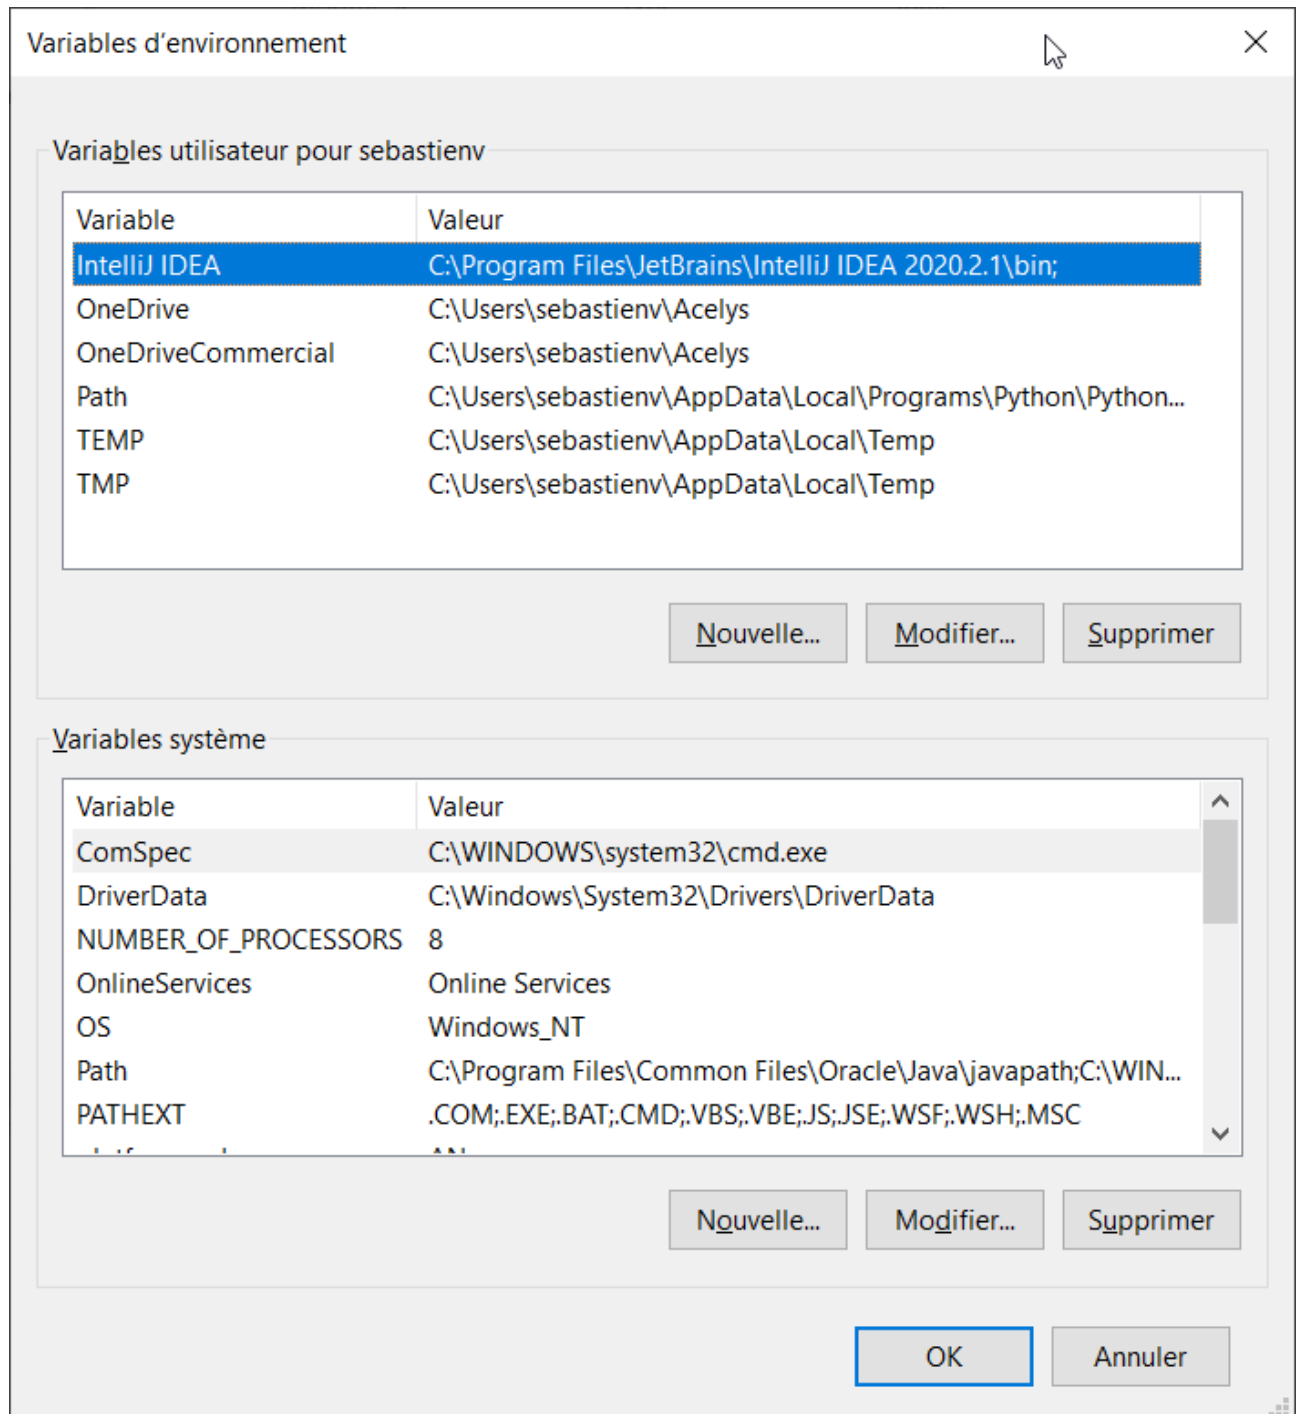 Variables d'environnement
Variables utilisateur pour sebastienv
Variable Valeur
IntelliJ IDEA C:\Program Files\JetBrains\IntelliJ IDEA 2020.2.1\bin;
OneDrive C:\Users\sebastienv\Acelys
OneDriveCommercial C:\Users\sebastienv\Acelys
Path C:\Users\sebastienv\AppData\Local\Programs\Python\Python...
TEMP C:\Users\sebastienv\AppData\Local\Temp
TMP C:\Users\sebastienv\AppData\Local\Temp
Nouvelle... Modifier... Supprimer
Variables système
Variable Valeur
ComSpec C:\WINDOWS\system32\cmd.exe
DriverData C:\Windows\System32\Drivers\DriverData
NUMBER_OF_PROCESSORS 8
OnlineServices Online Services
OS Windows_NT
Path C:\Program Files\Common Files\Oracle\Java\javapath;C:\WIN...
PATHEXT .COM;.EXE;.BAT;.CMD;.VBS;.VBE;.JS;.JSE;.WSF;.WSH;.MSC
Nouvelle... Modifier... Supprimer
OK Annuler